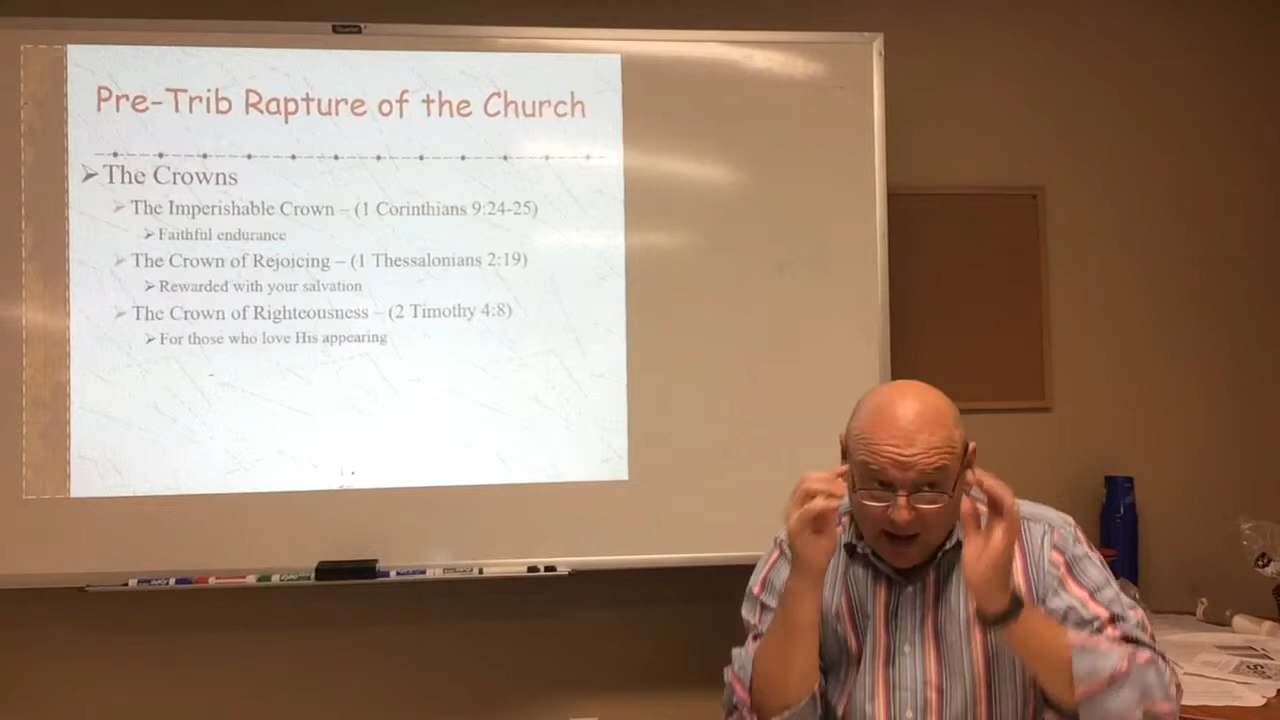 Pre-Trib Rapture of the Church
➢ The Crowns
➢ The Imperishable Crown – (1 Corinthians 9:24-25)
➢ Faithful endurance
➢ The Crown of Rejoicing – (1 Thessalonians 2:19)
➢ Rewarded with your salvation
➢ The Crown of Righteousness – (2 Timothy 4:8)
➢ For those who love His appearing